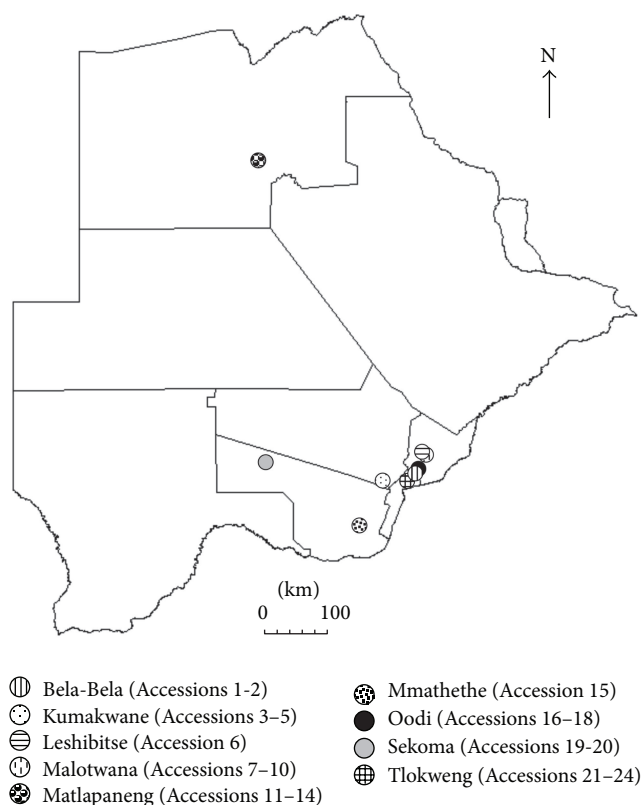 N
(km)
0 100
Bela-Bela (Accessions 1-2)
Kumakwane (Accessions 3–5)
Leshibitse (Accession 6)
Malotwana (Accessions 7–10)
Matlapaneng (Accessions 11–14)
Mmathethe (Accession 15)
Oodi (Accessions 16–18)
Sekoma (Accessions 19-20)
Tlokweng (Accessions 21–24)